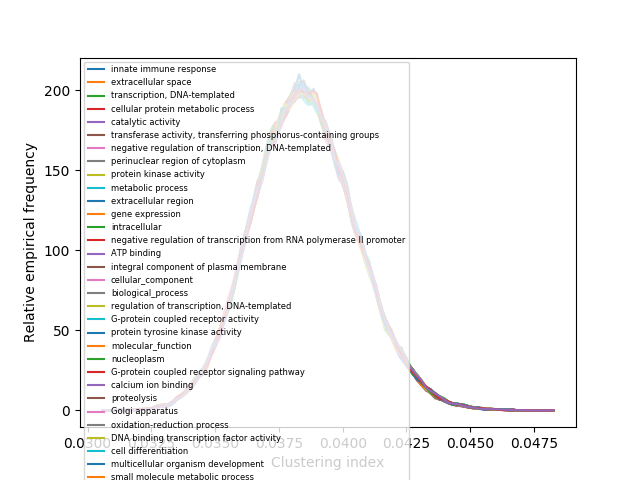 200
150
100
50
0
Relative empirical frequency
innate immune response
extracellular space
transcription, DNA-templated
cellular protein metabolic process
catalytic activity
transferase activity, transferring phosphorus-containing groups
negative regulation of transcription, DNA-templated
perinuclear region of cytoplasm
protein kinase activity
metabolic process
extracellular region
gene expression
intracellular
negative regulation of transcription from RNA polymerase II promoter
ATP binding
integral component of plasma membrane
cellular_component
biological_process
regulation of transcription, DNA-templated
G-protein coupled receptor activity
protein tyrosine kinase activity
molecular_function
nucleoplasm
G-protein coupled receptor signaling pathway
calcium ion binding
proteolysis
Golgi apparatus
oxidation-reduction process
DNA binding transcription factor activity
cell differentiation
multicellular organism development
small molecule metabolic process
0.0300 0.0325 0.0350 0.0375 0.0400 0.0425 0.0450 0.0475
Clustering index